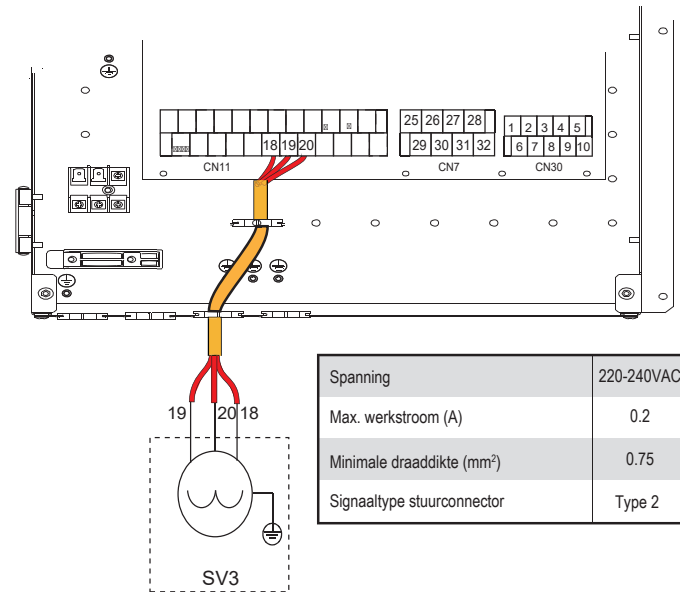 25 26 27 28
1 2 3 4 5
18 19 20
29 30 31 32
6 7 8 9 10
CN11
CN7
CN30
19 20 18
SV3
Spanning 220-240VAC
Max. werkstroom (A) 0.2
Minimale draaddikte (mm²) 0.75
Signaaltype stuurconnector Type 2